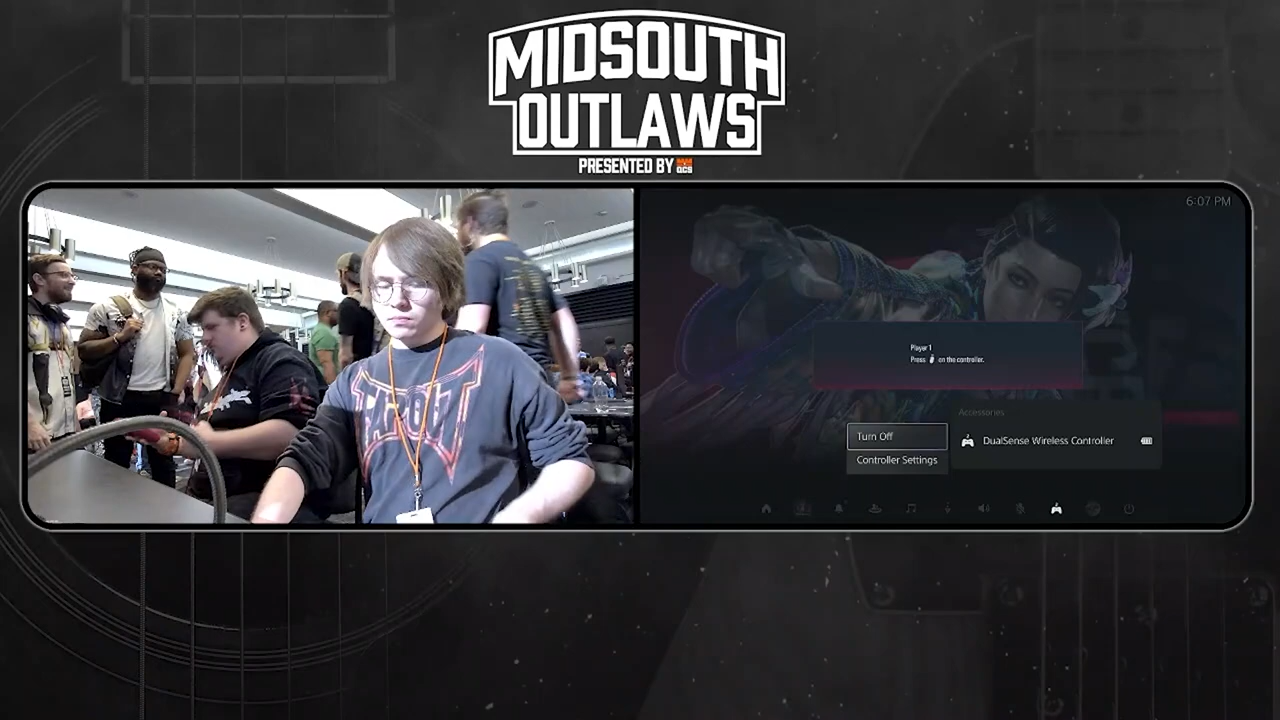 MIDSOUTH
OUTLAWS
PRESENTED BY QCS
TAPOUT
6:07 PM
Player 1
Press on the controller.
Accessories
Turn Off
DualSense Wireless Controller
Controller Settings